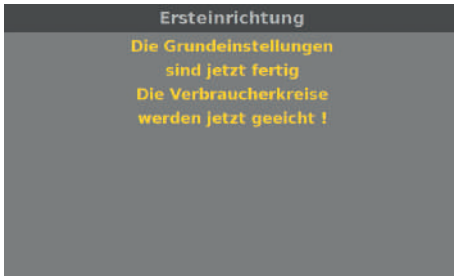 Ersteinrichtung
Die Grundeinstellungen
sind jetzt fertig
Die Verbraucherkreise
werden jetzt geeicht !